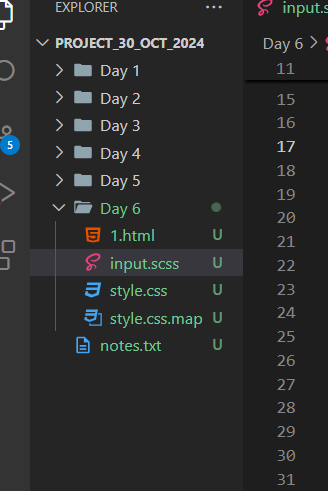 EXPLORER ...
PROJECT_30_OCT_2024
Day 1
Day 2
Day 3
Day 4
Day 5
Day 6
1.html U
input.scss U
style.css U
style.css.map U
notes.txt U
5
input.s
Day 6 >
11
15
16
17
18
19
20
21
22
23
24
25
26
27
28
29
30
31